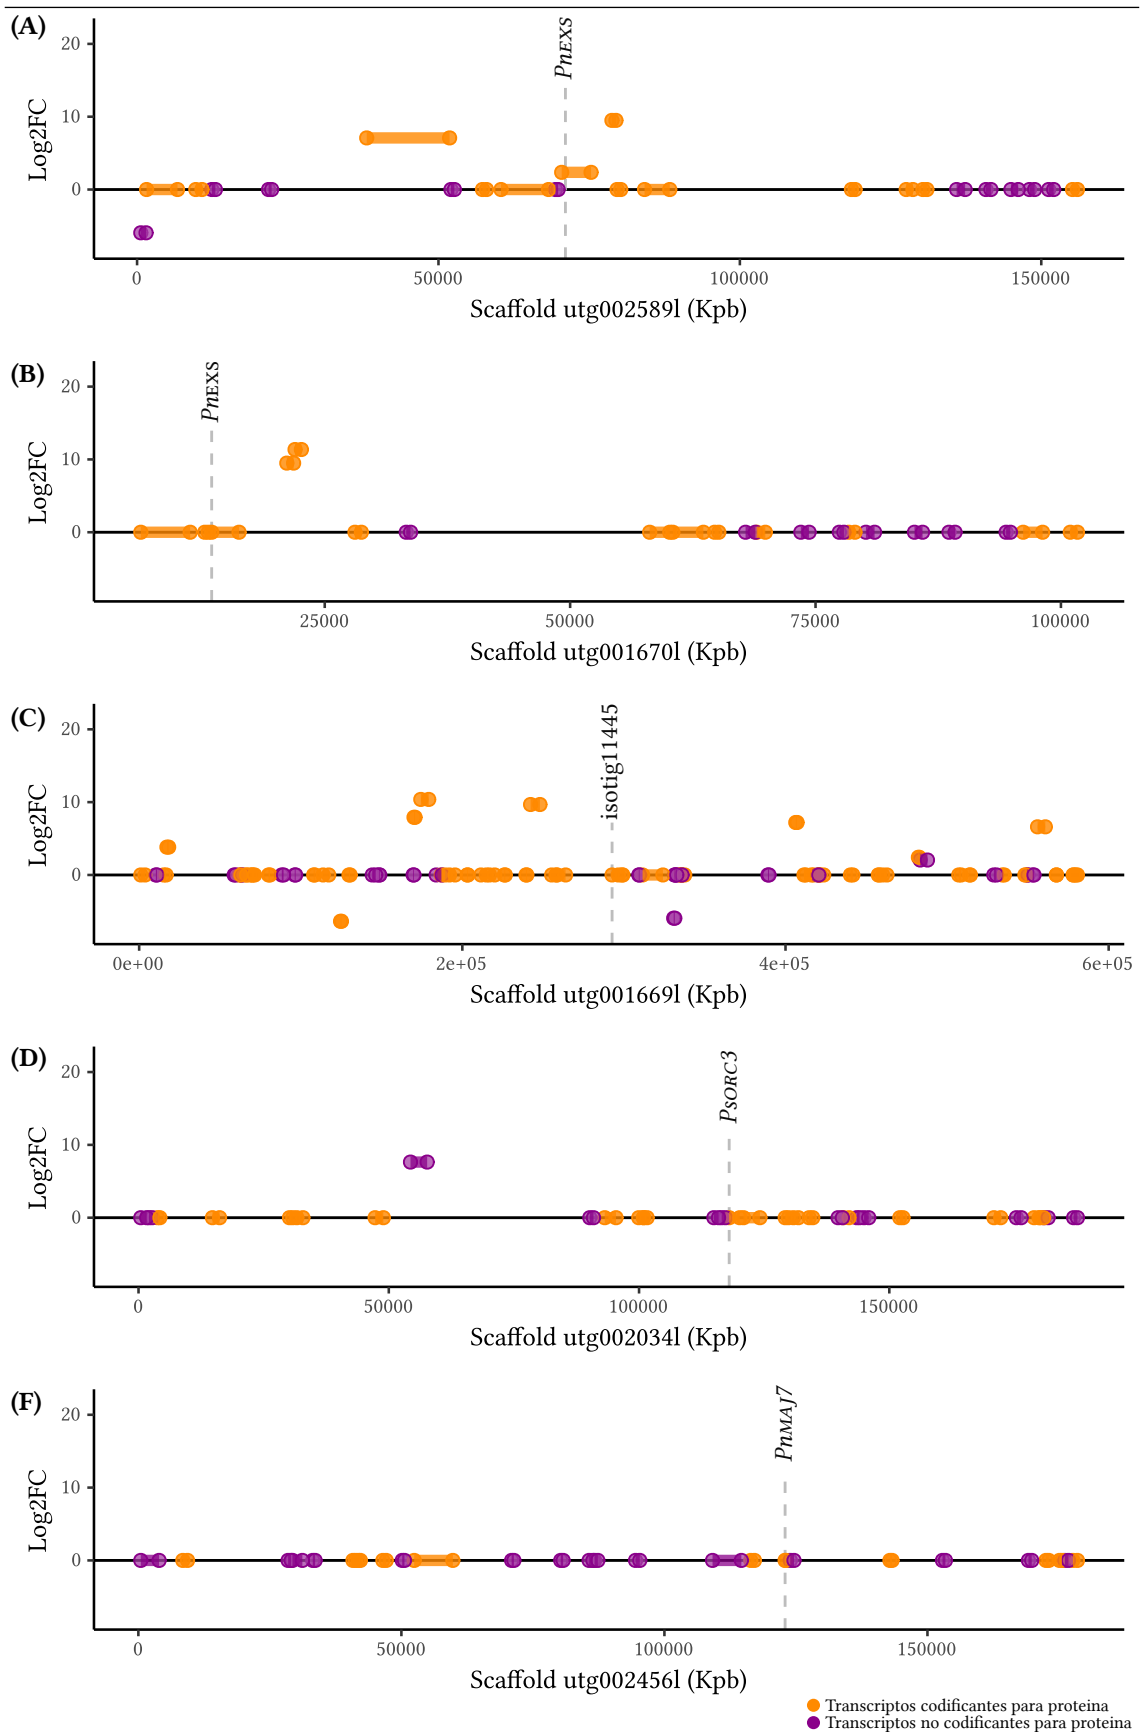 (A)
PnEXS
20
10
0
Log2FC
0 50000 100000 150000
Scaffold utg002589l (Kpb)
(B)
PnEXS
20
10
0
Log2FC
25000 50000 75000 100000
Scaffold utg001670l (Kpb)
(C)
isotig11445
20
10
0
Log2FC
0e+00 2e+05 4e+05 6e+05
Scaffold utg001669l (Kpb)
(D)
PsORC3
20
10
0
Log2FC
0 50000 100000 150000
Scaffold utg002034l (Kpb)
(F)
PnMAJ7
20
10
0
Log2FC
0 50000 100000 150000
Scaffold utg002456l (Kpb)
Transcriptos codificantes para proteina
Transcriptos no codificantes para proteina